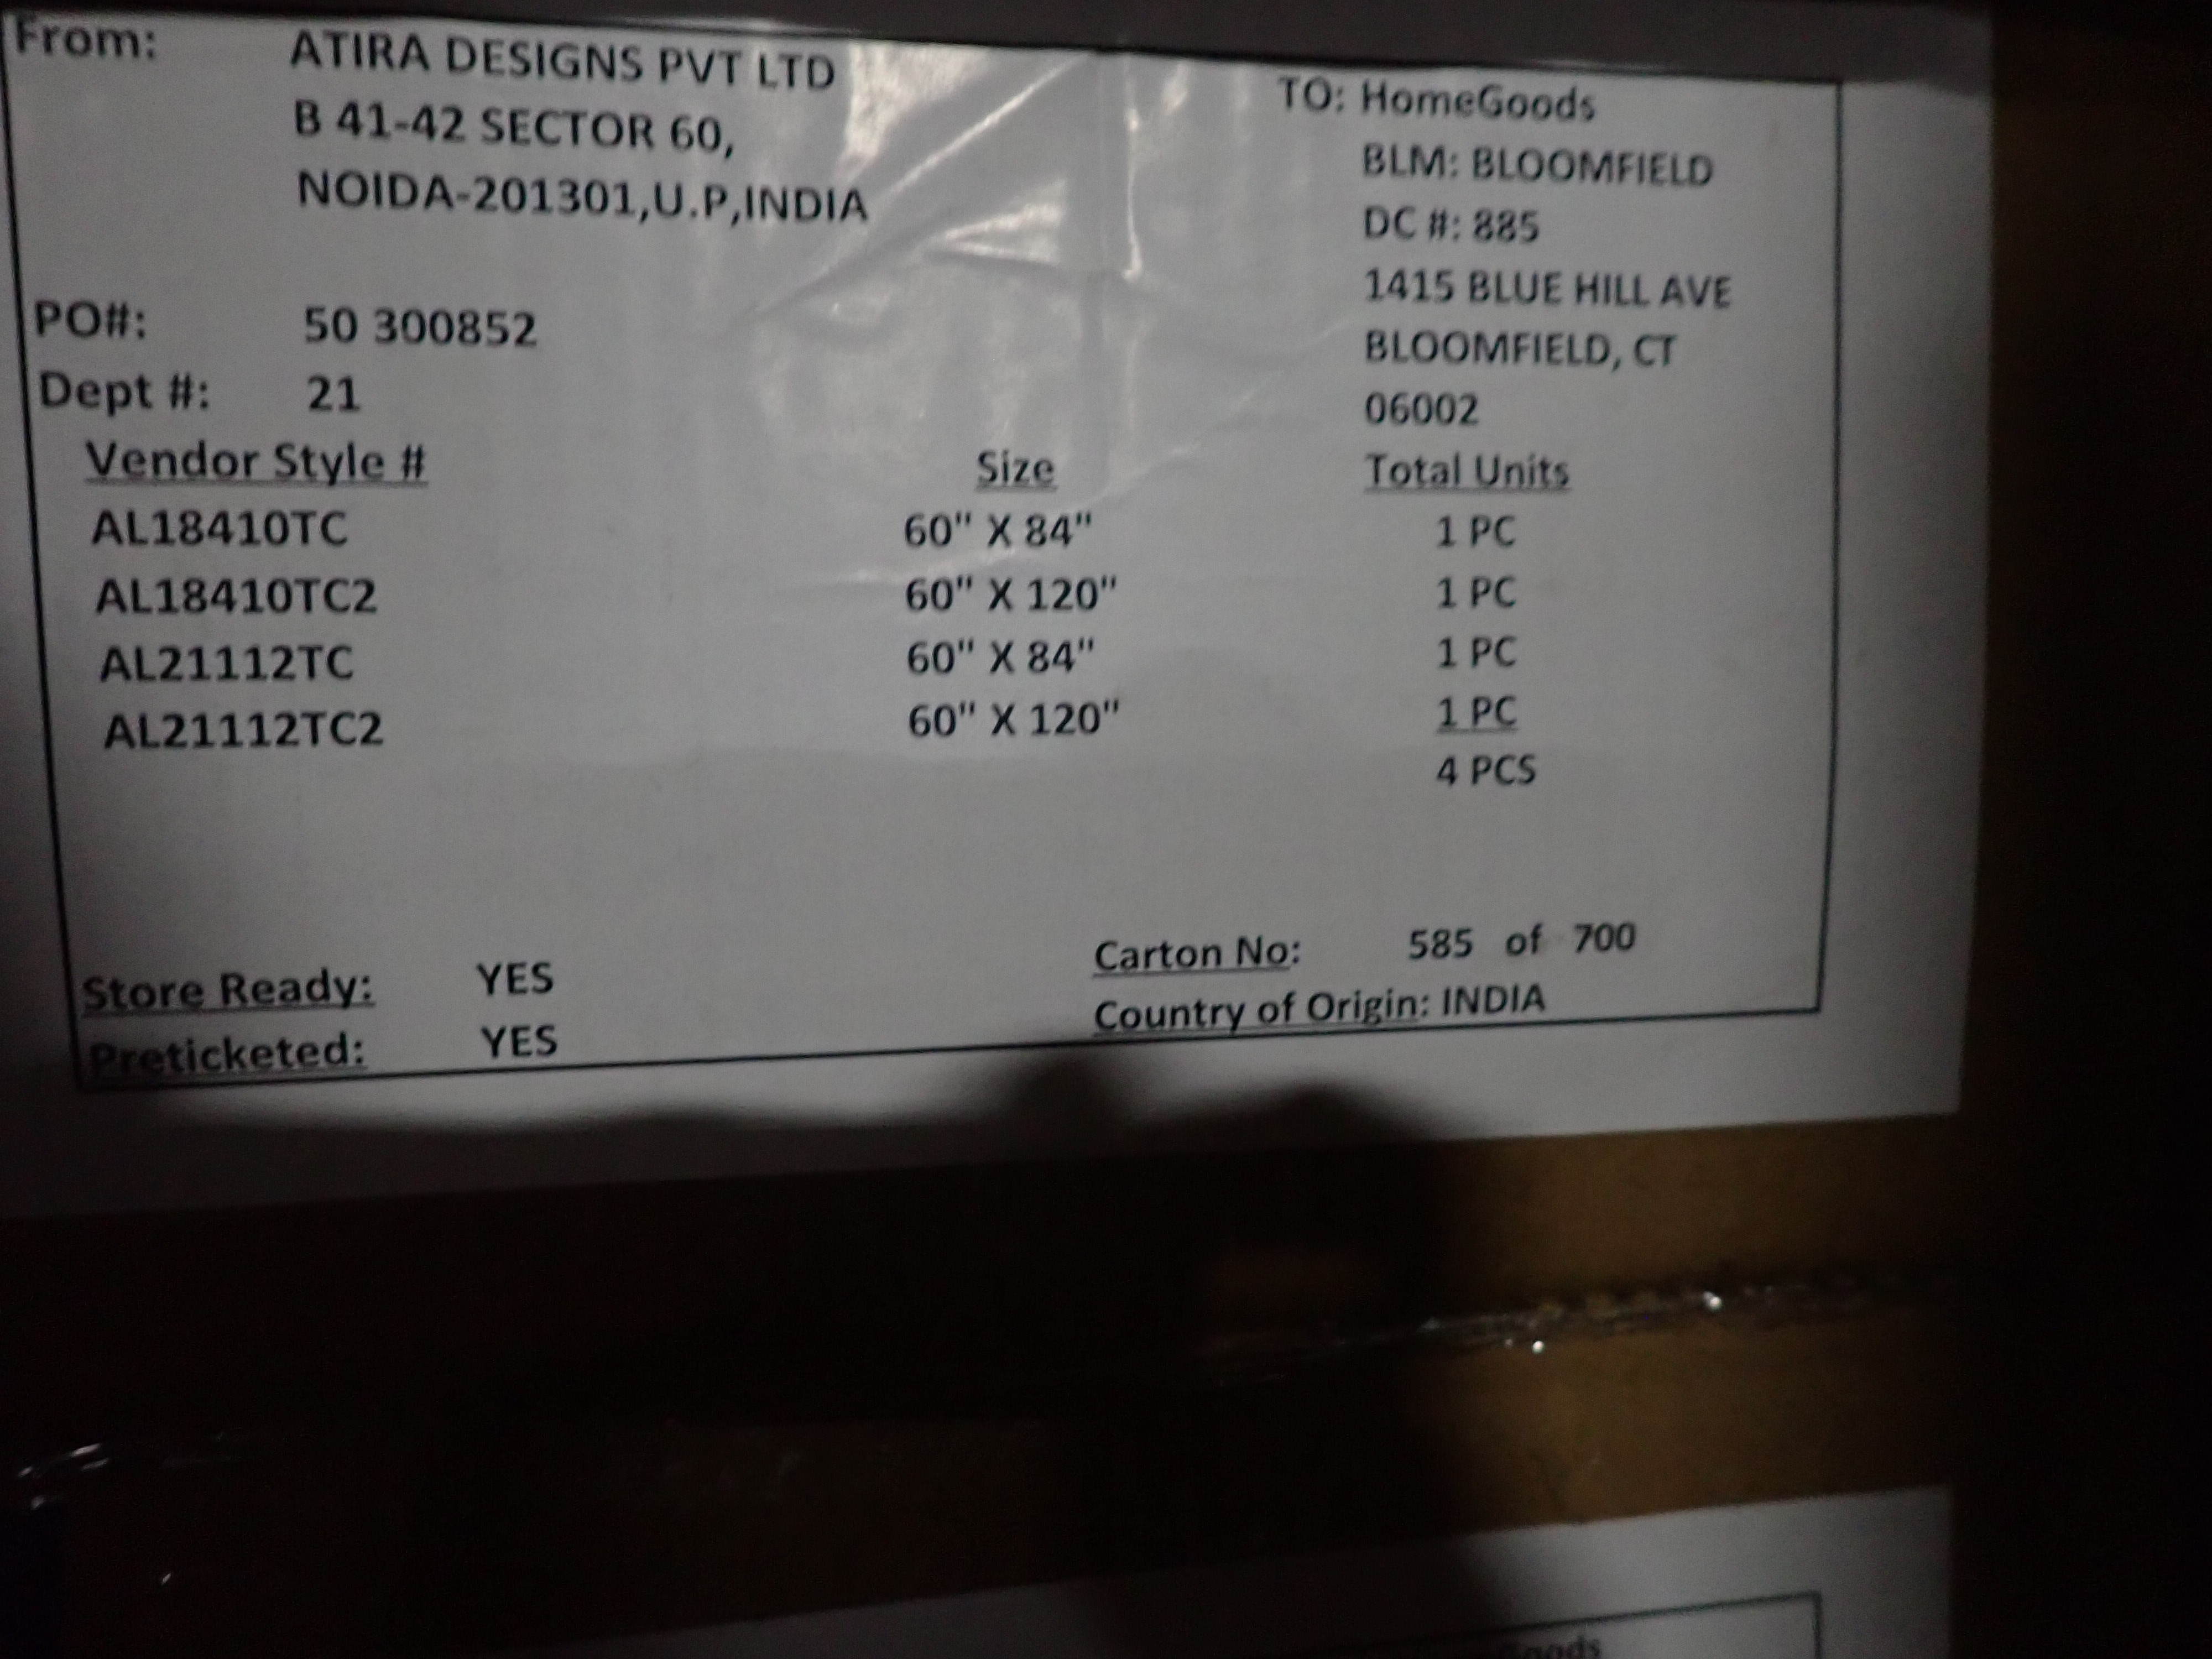 From: ATIRA DESIGNS PVT LTD
B 41-42 SECTOR 60,
NOIDA-201301,U.P,INDIA
TO: HomeGoods
BLM: BLOOMFIELD
DC #: 885
1415 BLUE HILL AVE
BLOOMFIELD, CT
06002
PO#: 50 300852
Dept #: 21
Vendor Style # Size Total Units
AL18410TC 60" X 84" 1 PC
AL18410TC2 60" X 120" 1 PC
AL21112TC 60" X 84" 1 PC
AL21112TC2 60" X 120" 1 PC
4 PCS
Store Ready: YES
Preticketed: YES
Carton No: 585 of 700
Country of Origin: INDIA